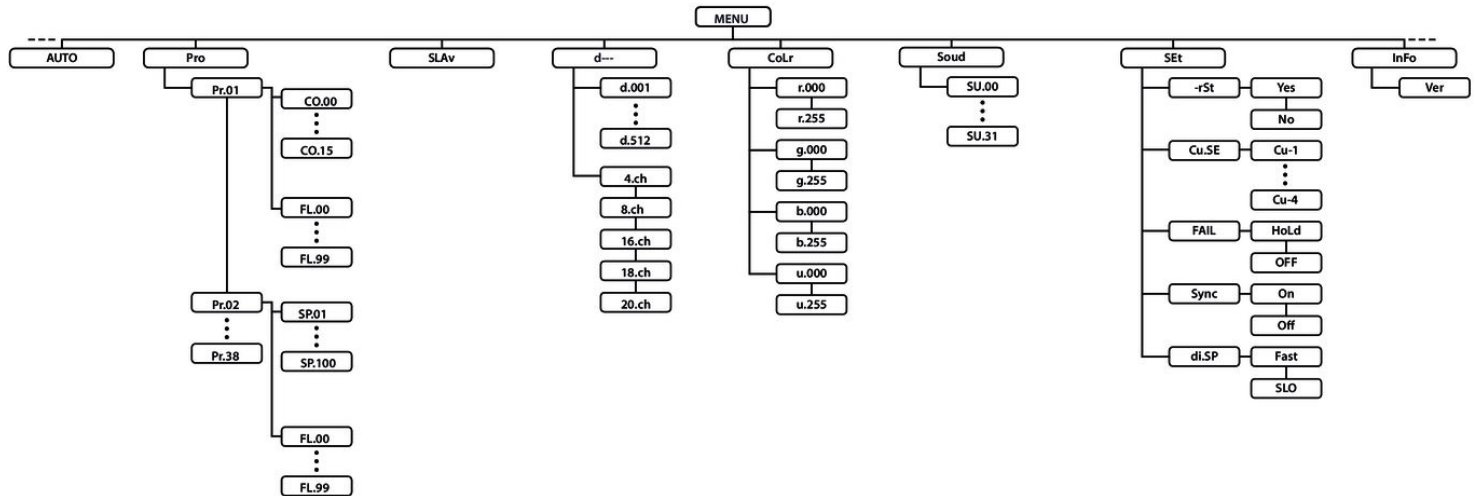 MENU
AUTO
Pro
SLAv
d---
CoLr
Soud
SEt
InFo
Pr.01
CO.00
CO.15
FL.00
FL.99
Pr.02
Pr.38
SP.01
SP.100
FL.00
FL.99
d.001
d.512
4.ch
8.ch
16.ch
18.ch
20.ch
r.000
r.255
g.000
g.255
b.000
b.255
u.000
u.255
SU.00
SU.31
-rSt
Yes
No
Cu.SE
Cu-1
Cu-4
FAIL
HoLd
OFF
Sync
On
Off
di.SP
Fast
SLO
Ver